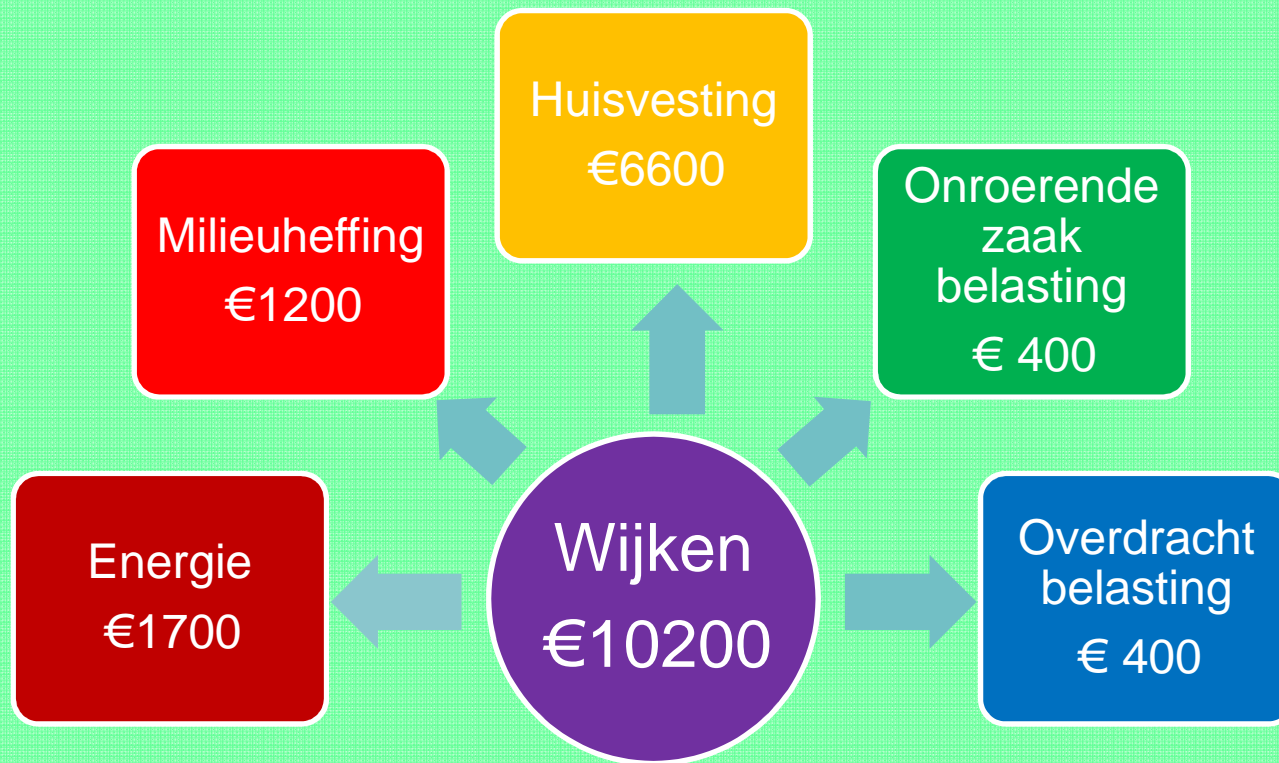 Huisvesting
€6600
Milieuheffing
€1200
Onroerende
zaak
belasting
€ 400
Energie
€1700
Wijken
€10200
Overdracht
belasting
€ 400